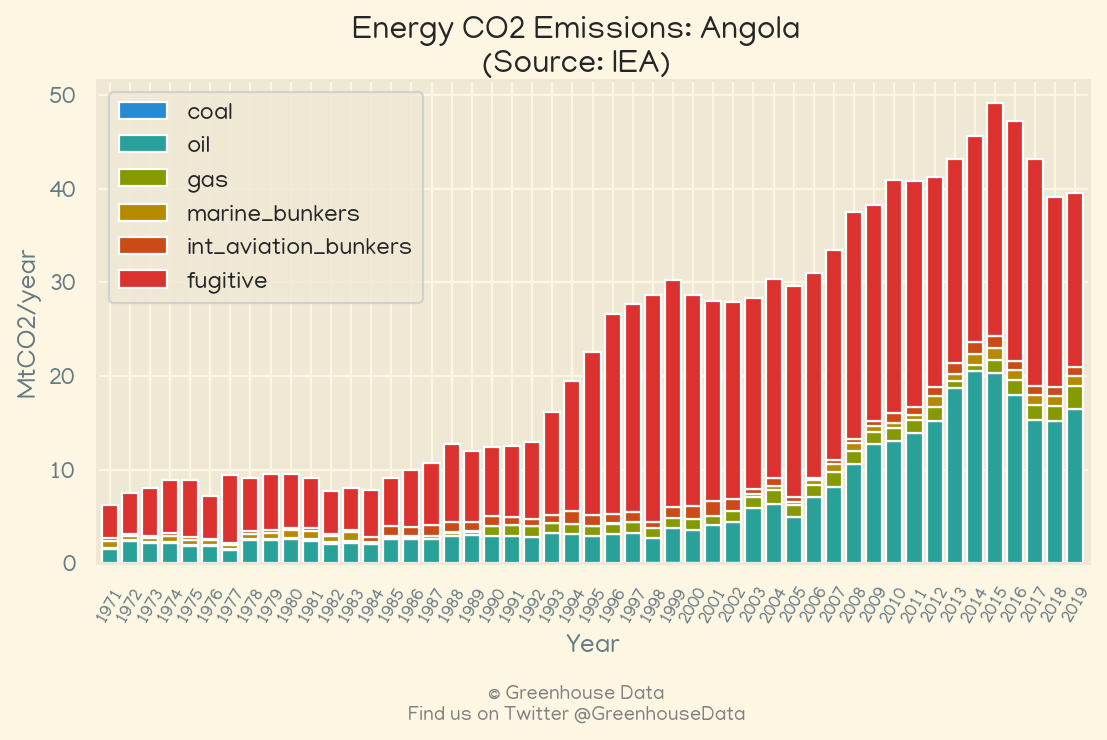 Energy CO2 Emissions: Angola
(Source: IEA)
50
40
30
20
10
0
MtCO2/year
coal
oil
gas
marine_bunkers
int_aviation_bunkers
fugitive
1971 1972 1973 1974 1975 1976 1977 1978 1979 1980 1981 1982 1983 1984 1985 1986 1987 1988 1989 1990 1991 1992 1993 1994 1995 1996 1997 1998 1999 2000 2001 2002 2003 2004 2005 2006 2007 2008 2009 2010 2011 2012 2013 2014 2015 2016 2017 2018 2019
Year
© Greenhouse Data
Find us on Twitter @GreenhouseData